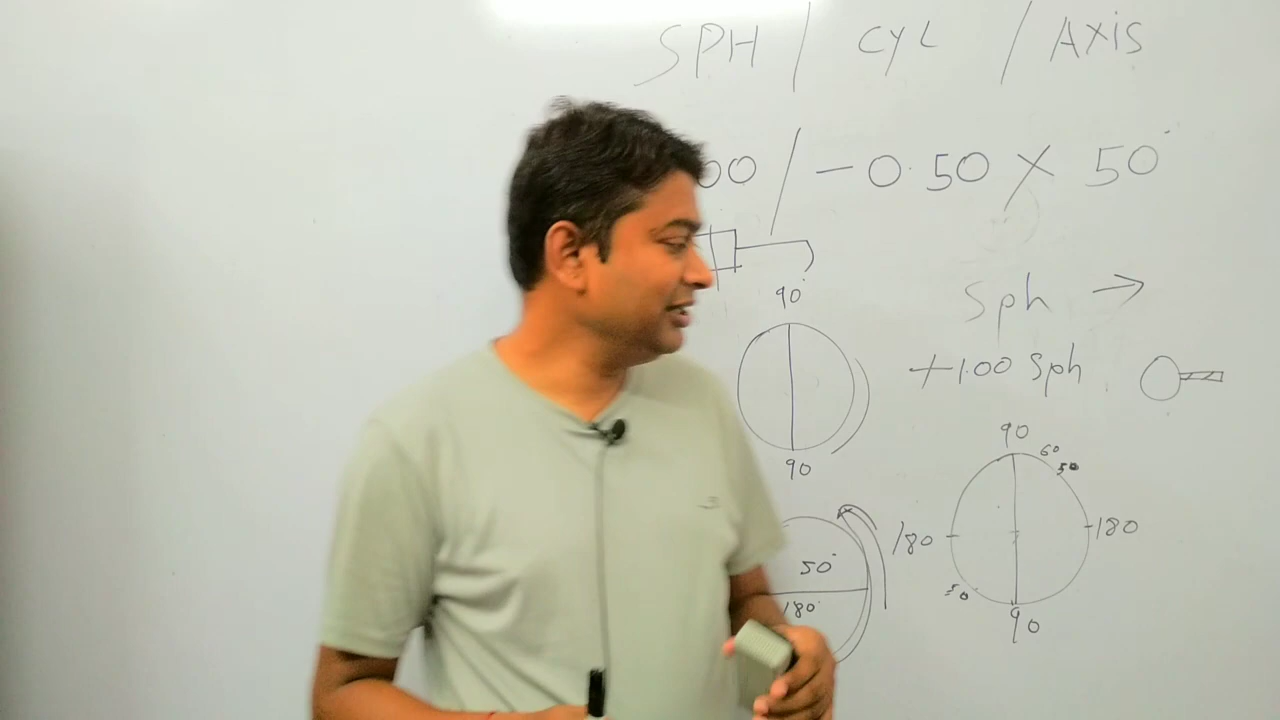 SPH / CYL / AXIS
00 / - 0.50 X 50°
90°
Sph →
+1.00 Sph
90
90
60
50
180
180
50°
180°
50
90